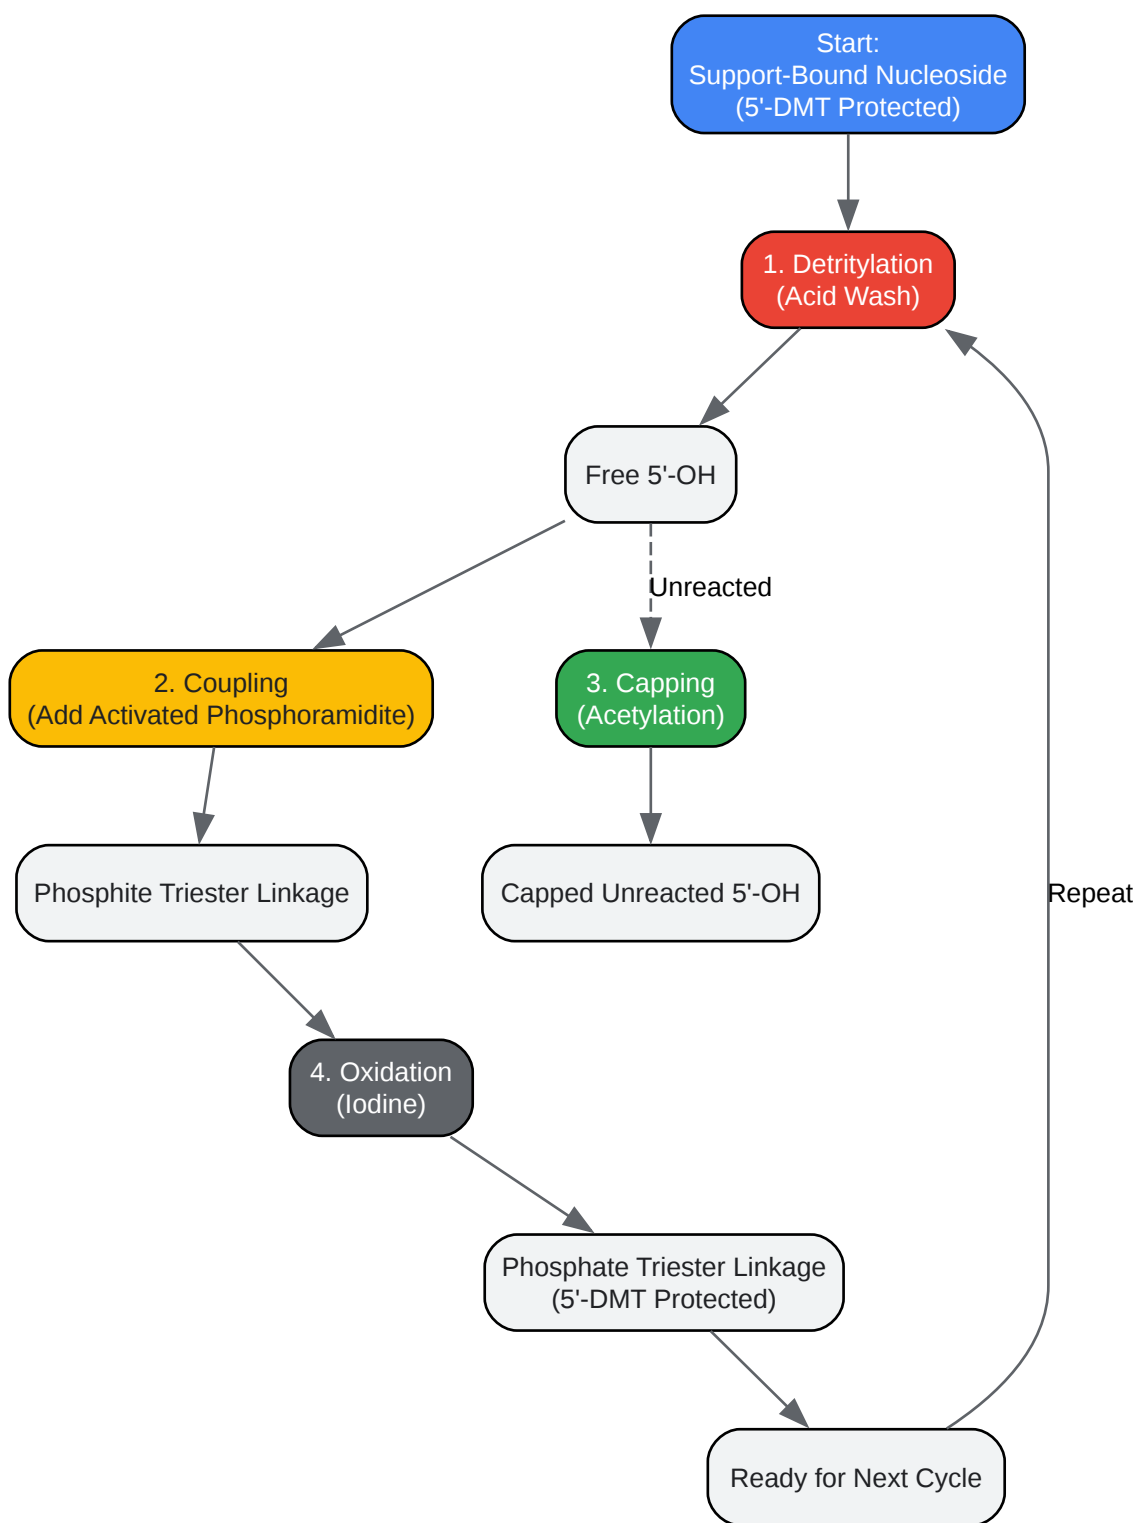 Start:
Support-Bound Nucleoside
(5'-DMT Protected)
1. Detritylation
(Acid Wash)
Free 5'-OH
Unreacted
2. Coupling
(Add Activated Phosphoramidite)
3. Capping
(Acetylation)
Phosphite Triester Linkage
Capped Unreacted 5'-OH
Repeat
4. Oxidation
(Iodine)
Phosphate Triester Linkage
(5'-DMT Protected)
Ready for Next Cycle